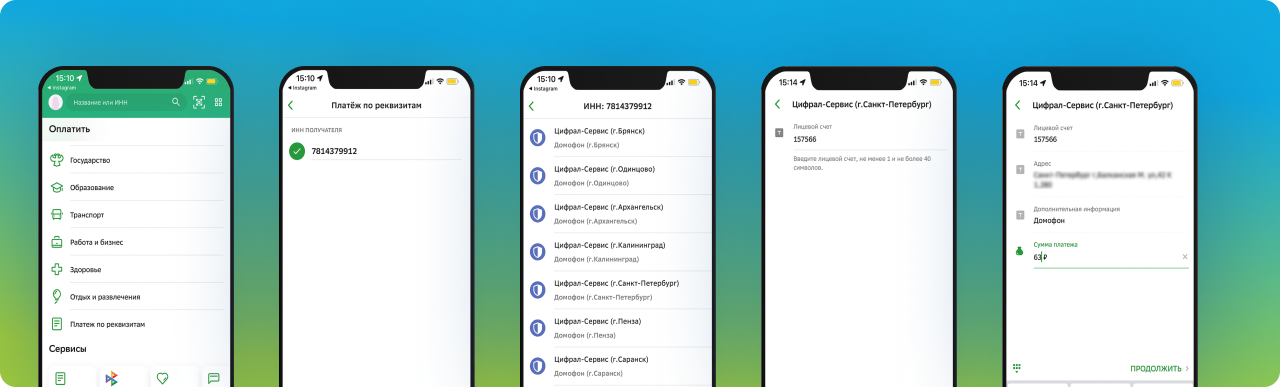 15:10
Instagram
Название или ИНН
Оплатить
Государство
Образование
Транспорт
Работа и бизнес
Здоровье
Отдых и развлечения
Платеж по реквизитам
Сервисы
15:10
Instagram
Платёж по реквизитам
ИНН ПОЛУЧАТЕЛЯ
7814379912
15:10
Instagram
ИНН: 7814379912
Цифрал-Сервис (г.Брянск)
Домофон (г.Брянск)
Цифрал-Сервис (г.Одинцово)
Домофон (г.Одинцово)
Цифрал-Сервис (г.Архангельск)
Домофон (г.Архангельск)
Цифрал-Сервис (г.Калининград)
Домофон (г.Калининград)
Цифрал-Сервис (г.Санкт-Петербург)
Домофон (г.Санкт-Петербург)
Цифрал-Сервис (г.Пенза)
Домофон (г.Пенза)
Цифрал-Сервис (г.Саранск)
Домофон (г.Саранск)
15:14
Цифрал-Сервис (г.Санкт-Петербург)
T
Лицевой счет
157566
Введите лицевой счет, не менее 1 и не более 40
символов.
15:14
Цифрал-Сервис (г.Санкт-Петербург)
T
Лицевой счет
157566
T
Адрес
T
Дополнительная информация
Домофон
Сумма платежа
63 ₽
ПРОДОЛЖИТЬ